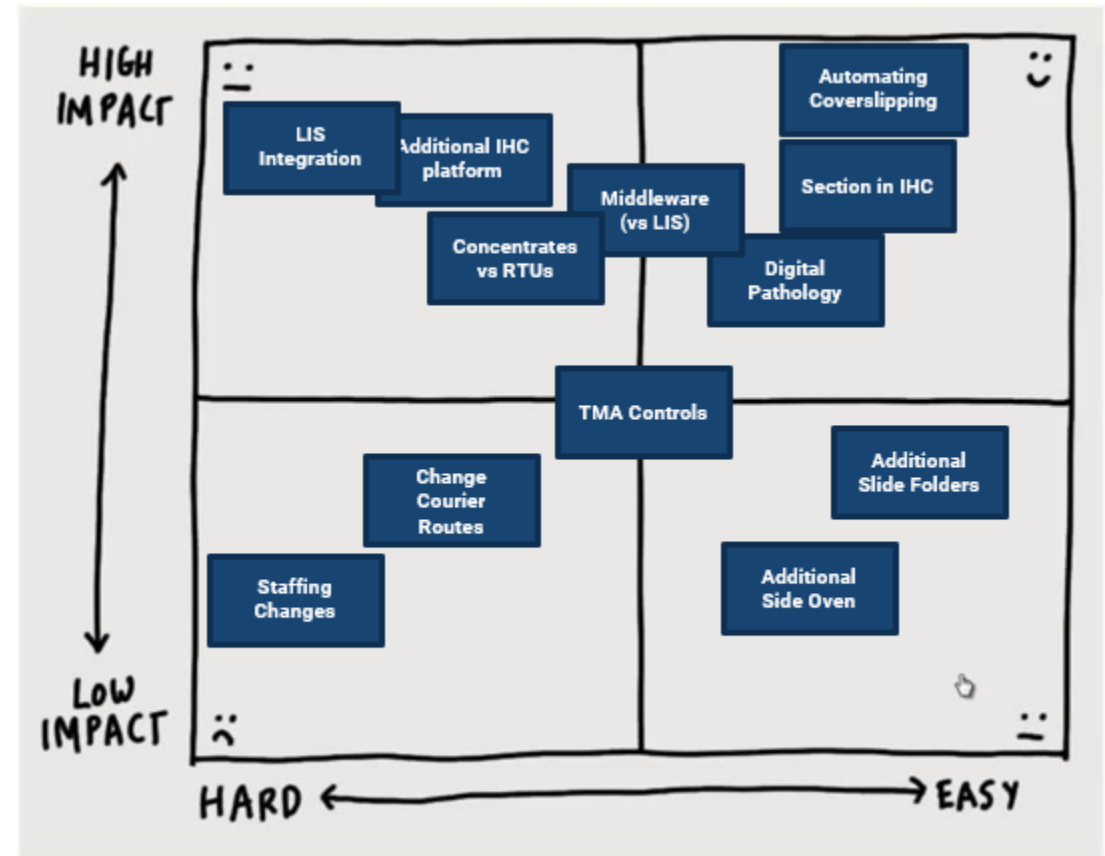 HIGH
IMPACT
Automating
Coverslipping
LIS
Integration
Additional IHC
platform
Section in IHC
Middleware
(vs LIS)
Concentrates
vs RTUs
Digital
Pathology
TMA Controls
Additional
Slide Folders
Change
Courier
Routes
Additional
Side Oven
Staffing
Changes
LOW
IMPACT
HARD
EASY